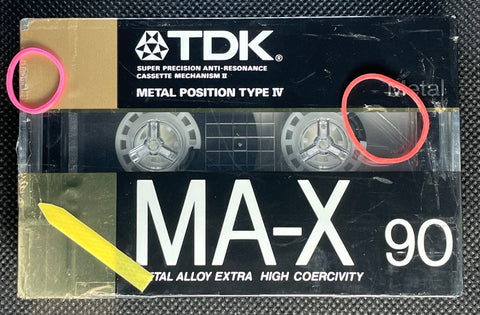 TDK®
SUPER PRECISION ANTI-RESONANCE
CASSETTE MECHANISM II
METAL POSITION TYPE IV
Metal
MA-X 90
METAL ALLOY EXTRA HIGH COERCIVITY